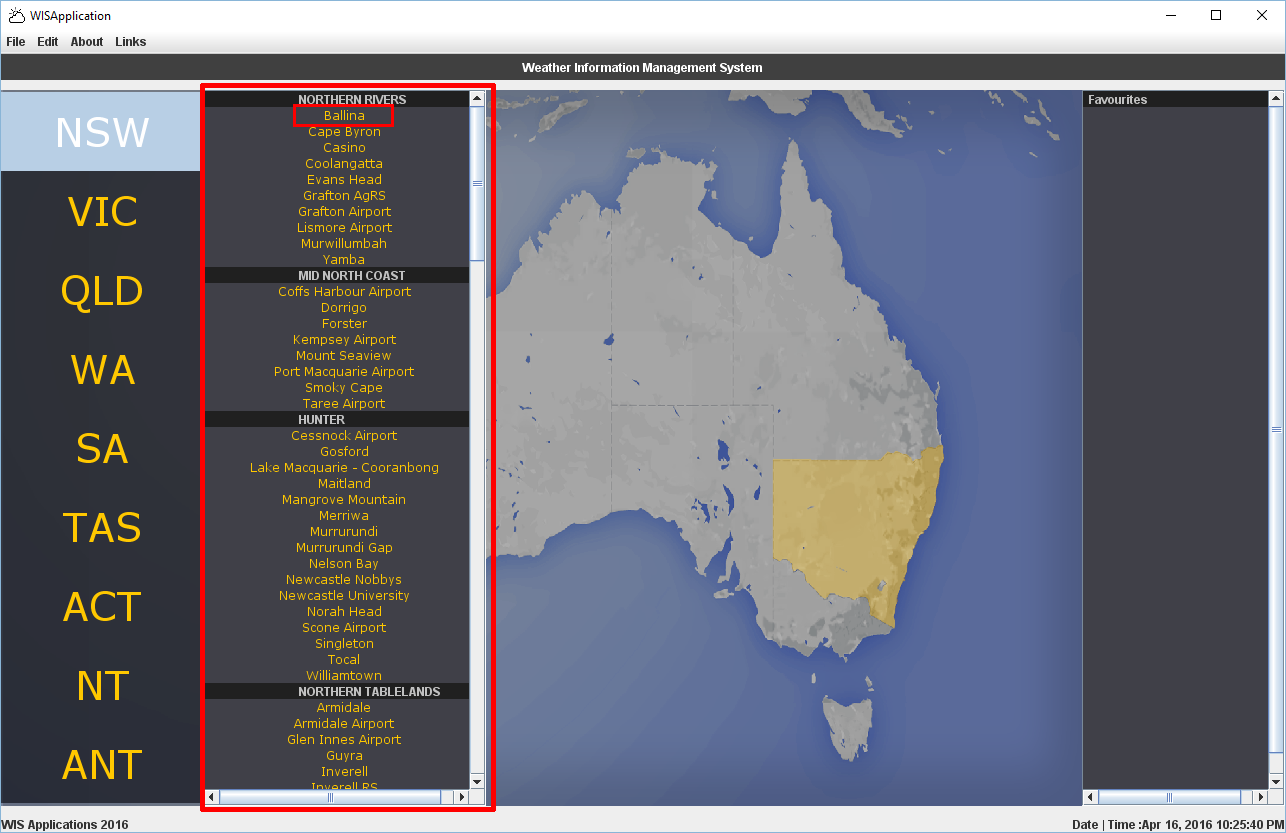 WISApplication
File Edit About Links
Weather Information Management System
NSW
VIC
QLD
WA
SA
TAS
ACT
NT
ANT
NORTHERN RIVERS
Ballina
Cape Byron
Casino
Coolangatta
Evans Head
Grafton AgRS
Grafton Airport
Lismore Airport
Murwillumbah
Yamba
MID NORTH COAST
Coffs Harbour Airport
Dorrigo
Forster
Kempsey Airport
Mount Seaview
Port Macquarie Airport
Smoky Cape
Taree Airport
HUNTER
Cessnock Airport
Gosford
Lake Macquarie - Cooranbong
Maitland
Mangrove Mountain
Merriwa
Murrurundi
Murrurundi Gap
Nelson Bay
Newcastle Nobbys
Newcastle University
Norah Head
Scone Airport
Singleton
Tocal
Williamtown
NORTHERN TABLELANDS
Armidale
Armidale Airport
Glen Innes Airport
Guyra
Inverell
Inverell RS
Favourites
WIS Applications 2016
Date | Time :Apr 16, 2016 10:25:40 PM